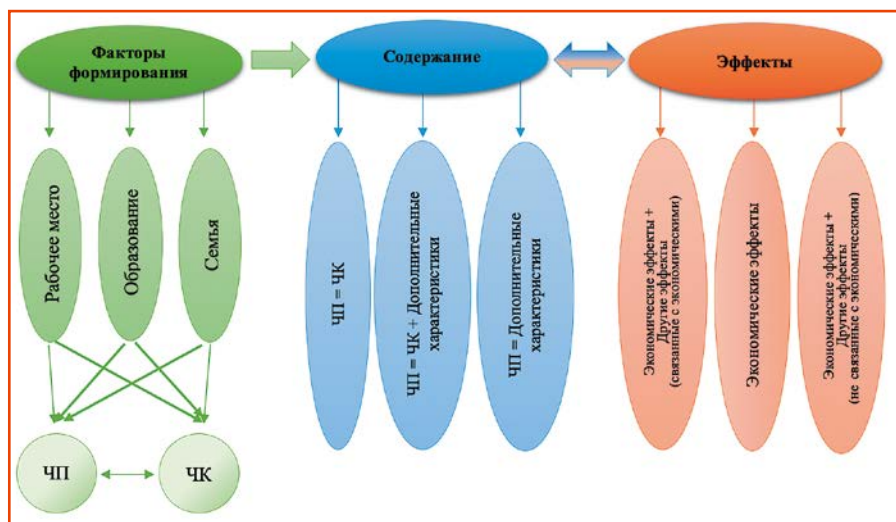 Факторы
формирования
Содержание
Эффекты
Рабочее место
Образование
Семья
ЧП = ЧК
ЧП = ЧК + Дополнительные
характеристики
ЧП = Дополнительные
характеристики
Экономические эффекты +
Другие эффекты
(связанные с экономическими)
Экономические эффекты
Экономические эффекты +
Другие эффекты
(не связанные с экономическими)
ЧП
ЧК